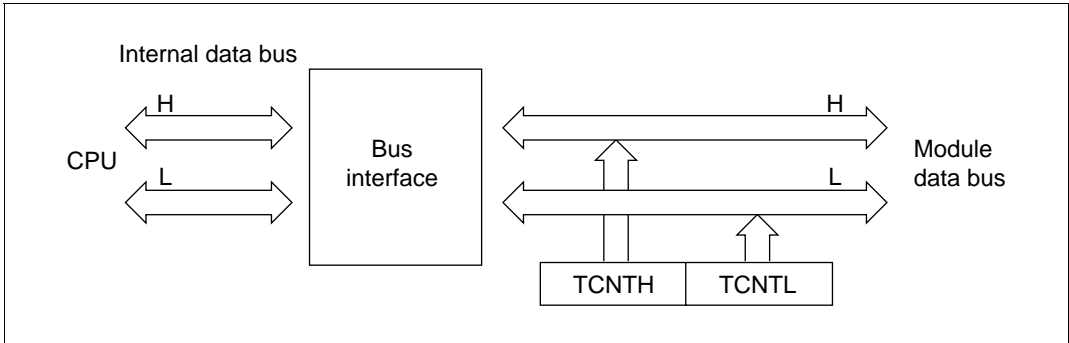 Internal data bus
H
H
CPU
Bus
interface
Module
data bus
L
L
TCNTH
TCNTL